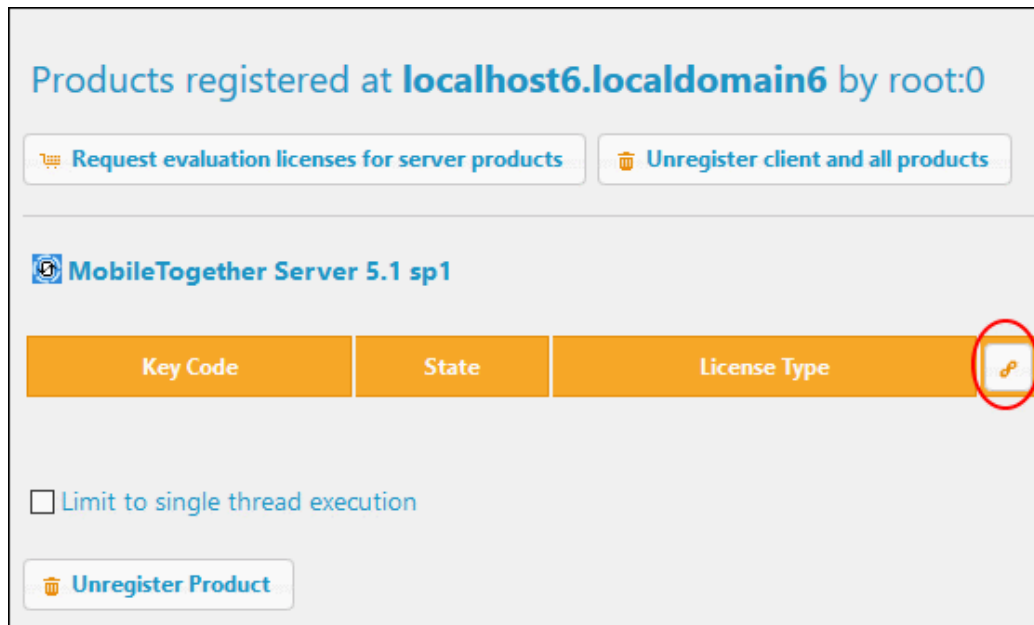 Products registered at localhost6.localdomain6 by root:0
Request evaluation licenses for server products
Unregister client and all products
MobileTogether Server 5.1 sp1
Key Code State License Type
Limit to single thread execution
Unregister Product